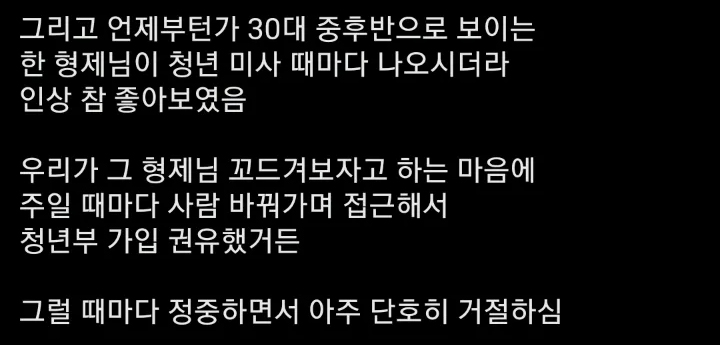 그리고 언제부턴가 30대 중후반으로 보이는
한 형제님이 청년 미사 때마다 나오시더라
인상 참 좋아보였음
우리가 그 형제님 꼬드겨보자고 하는 마음에
주일 때마다 사람 바꿔가며 접근해서
청년부 가입 권유했거든
그럴 때마다 정중하면서 아주 단호히 거절하심